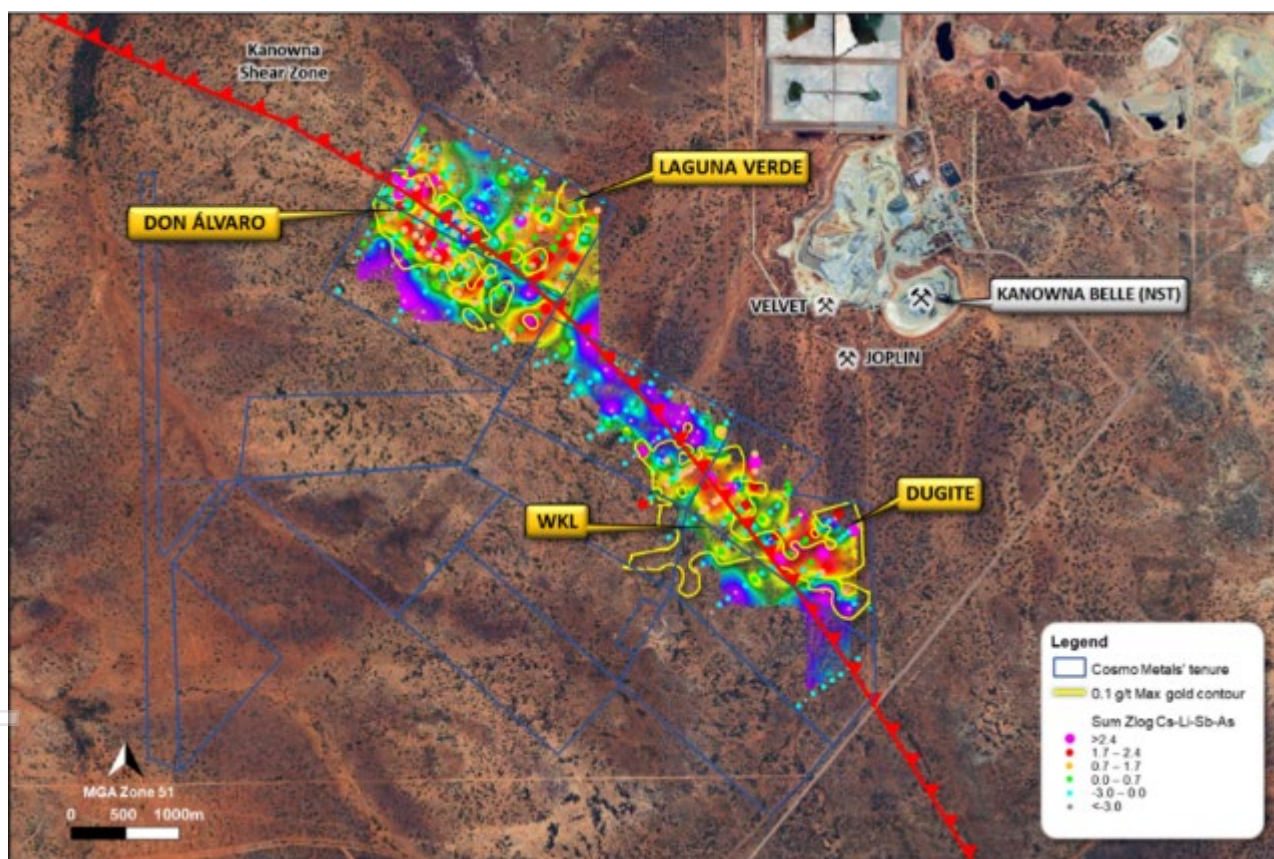 Kanowna
Shear Zone
LAGUNA VERDE
DON ÁLVARO
VELVET
KANOWNA BELLE (NST)
JOPLIN
DUGITE
WKL
Legend
Cosmo Metals' tenure
0.1 g/t Max gold contour
Sum Zlog Cs-Li-Sb-As
>2.4
1.7 – 2.4
0.7 – 1.7
0.0 – 0.7
-3.0 – 0.0
<-3.0
MGA Zone 51
0 500 1000m